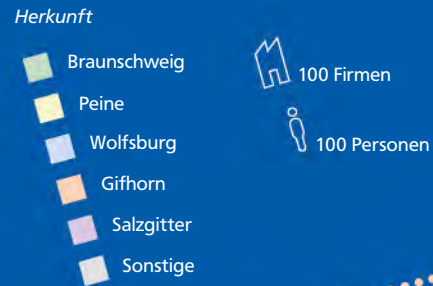 Herkunft
Braunschweig
Peine
Wolfsburg
Gifhorn
Salzgitter
Sonstige
100 Firmen
100 Personen